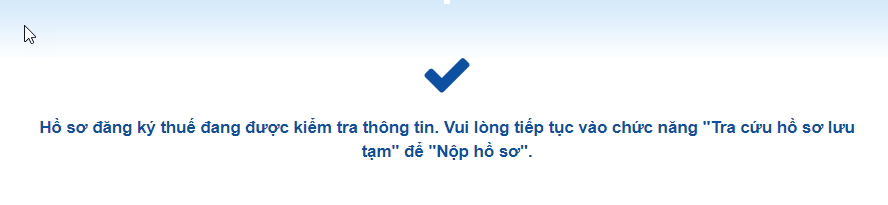 Hồ sơ đăng ký thuế đang được kiểm tra thông tin. Vui lòng tiếp tục vào chức năng "Tra cứu hồ sơ lưu
tạm" để "Nộp hồ sơ".